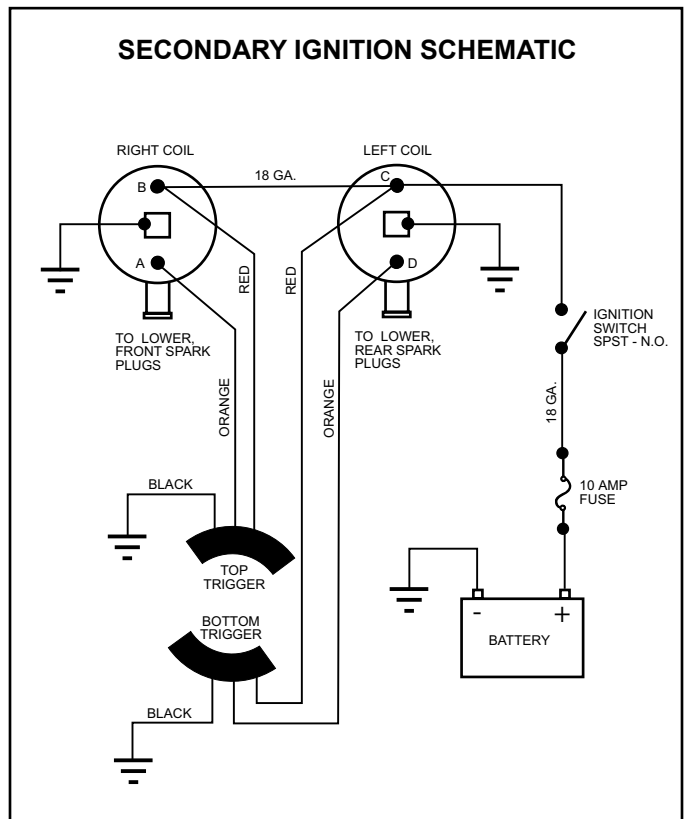 SECONDARY IGNITION SCHEMATIC
RIGHT COIL
LEFT COIL
B
18 GA.
C
A
D
RED
RED
TO LOWER,
FRONT SPARK
PLUGS
TO LOWER,
REAR SPARK
PLUGS
IGNITION
SWITCH
SPST - N.O.
ORANGE
ORANGE
18 GA.
BLACK
10 AMP
FUSE
TOP
TRIGGER
BOTTOM
TRIGGER
- +
BATTERY
BLACK